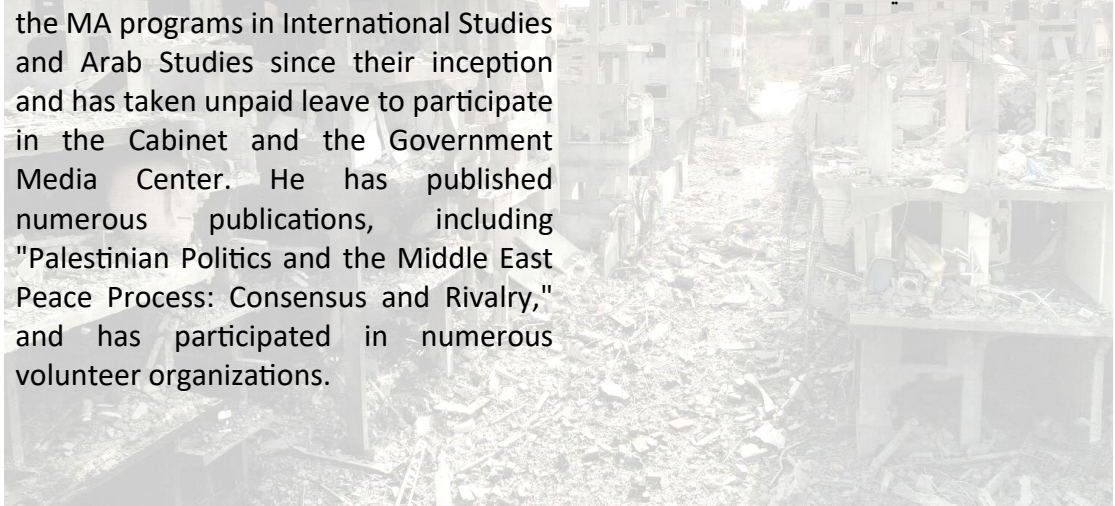 the MA programs in International Studies
and Arab Studies since their inception
and has taken unpaid leave to participate
in the Cabinet and the Government
Media Center. He has published
numerous publications, including
"Palestinian Politics and the Middle East
Peace Process: Consensus and Rivalry,"
and has participated in numerous
volunteer organizations.